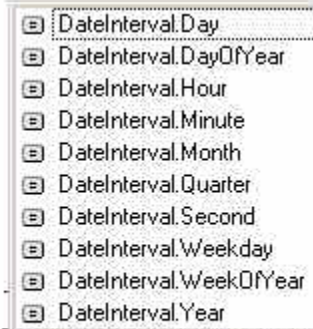 DateInterval.Day
DateInterval.DayOfYear
DateInterval.Hour
DateInterval.Minute
DateInterval.Month
DateInterval.Quarter
DateInterval.Second
DateInterval.Weekday
DateInterval.WeekOfYear
DateInterval.Year